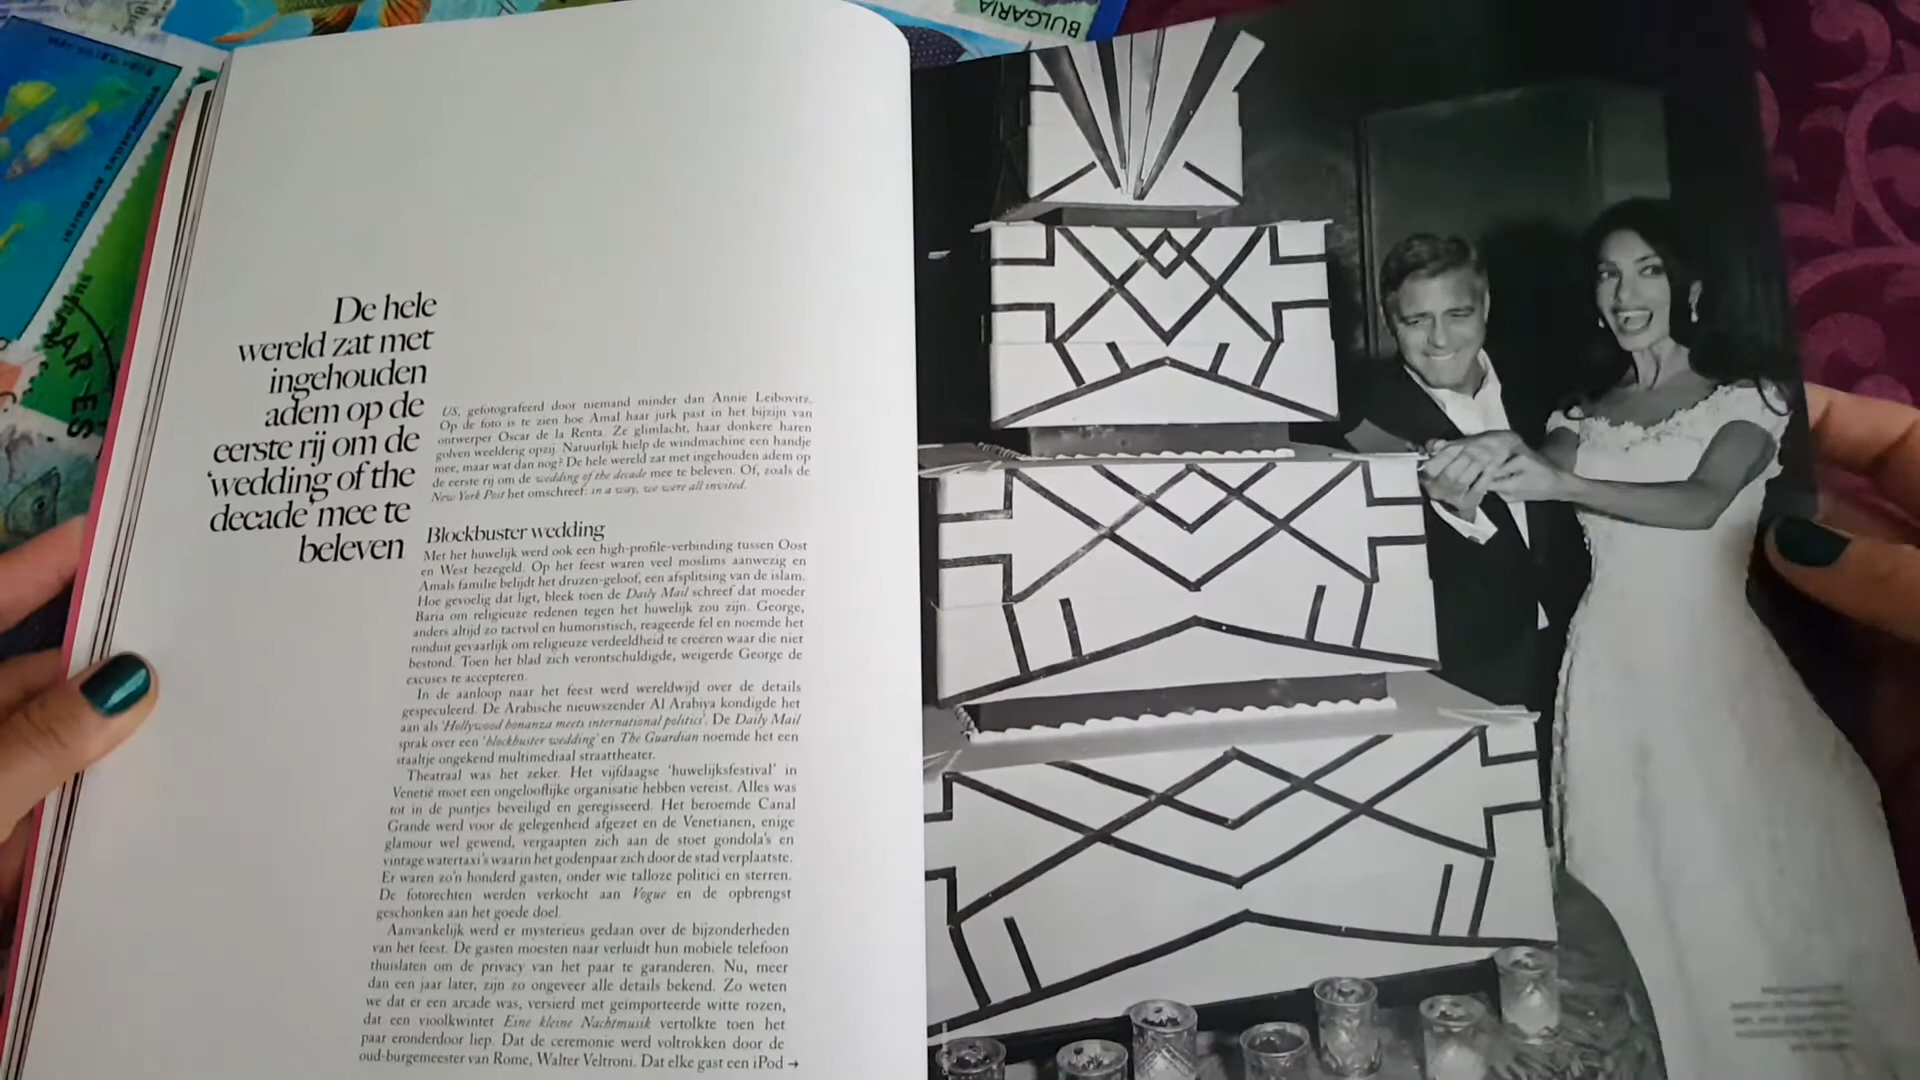 BULGARIA
De hele
wereld zat met
ingehouden
adem op de
eerste rij om de
‘wedding of the
decade’ mee te
beleven
US, gefotografeerd door niemand minder dan Annie Leibovitz.
Op de foto is te zien hoe Amal haar jurk past in het bijzijn van
ontwerper Oscar de la Renta. Ze glimlacht, haar donkere haren
golven weelderig opzij. Natuurlijk hielp de windmachine een handje
mee, maar wat dan nog? De hele wereld zat met ingehouden adem op
de eerste rij om de wedding of the decade mee te beleven. Of, zoals de
New York Post het omschreef: in a way, we were all invited.
Blockbuster wedding
Met het huwelijk werd ook een high-profile-verbinding tussen Oost
en West bezegeld. Op het feest waren veel moslims aanwezig en
Amals familie belijdt het druzen-geloof, een afsplitsing van de islam.
Hoe gevoelig dat ligt, bleek toen de Daily Mail schreef dat moeder
Baria om religieuze redenen tegen het huwelijk zou zijn. George,
anders altijd zo tactvol en humoristisch, reageerde fel en noemde het
ronduit gevaarlijk om religieuze verdeeldheid te creëren waar die niet
bestond. Toen het blad zich verontschuldigde, weigerde George de
excuses te accepteren.
In de aanloop naar het feest werd wereldwijd over de details
gespeculeerd. De Arabische nieuwszender Al Arabiya kondigde het
aan als ‘Hollywood bonanza meets international politics’. De Daily Mail
sprak over een ‘blockbuster wedding’ en The Guardian noemde het een
staaltje ongekend multimediaal straattheater.
Theatraal was het zeker. Het vijfdaagse ‘huwelijksfestival’ in
Venetië moet een ongelooflijke organisatie hebben vereist. Alles was
tot in de puntjes beveiligd en geregisseerd. Het beroemde Canal
Grande werd voor de gelegenheid afgezet en de Venetianen, enige
glamour wel gewend, vergaapten zich aan de stoet gondola’s en
vintage watertaxi’s waarin het godenpaar zich door de stad verplaatste.
Er waren zo’n honderd gasten, onder wie talloze politici en sterren.
De fotorechten werden verkocht aan Vogue en de opbrengst
geschonken aan het goede doel.
Aanvankelijk werd er mysterieus gedaan over de bijzonderheden
van het feest. De gasten moesten naar verluidt hun mobiele telefoon
thuislaten om de privacy van het paar te garanderen. Nu, meer
dan een jaar later, zijn zo ongeveer alle details bekend. Zo weten
we dat er een arcade was, versierd met geïmporteerde witte rozen,
dat een vioolkwintet Eine kleine Nachtmusik vertolkte toen het
paar eronderdoor liep. Dat de ceremonie werd voltrokken door de
oud-burgemeester van Rome, Walter Veltroni. Dat elke gast een iPod →